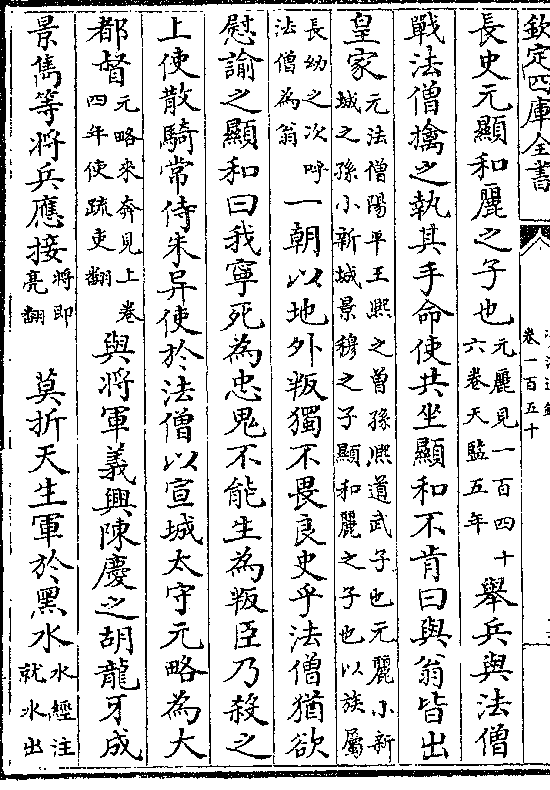 欽定四庫全書
卷一百五十
長史元顯和麗之子也元麗見一百四十六卷天監五年舉兵與法僧
戰法僧擒之執其手命使共坐顯和不肯曰與翁皆出
皇家元法僧陽平王熙之曾孫熙道武子也元麗小新城之孫小新城景穆之子顯和麗之子也以族屬
長幼之次呼法僧為翁一朝以地外叛獨不畏良史乎法僧猶欲
慰諭之顯和曰我寧死為忠鬼不能生為叛臣乃殺之
上使散騎常侍朱异使於法僧以宣城太守元略為大
都督元略來奔見上卷四年使疏吏翻與將軍義興陳慶之胡龍牙成
景雋等將兵應接將即亮翻 莫折天生軍於黑水水經注就水出